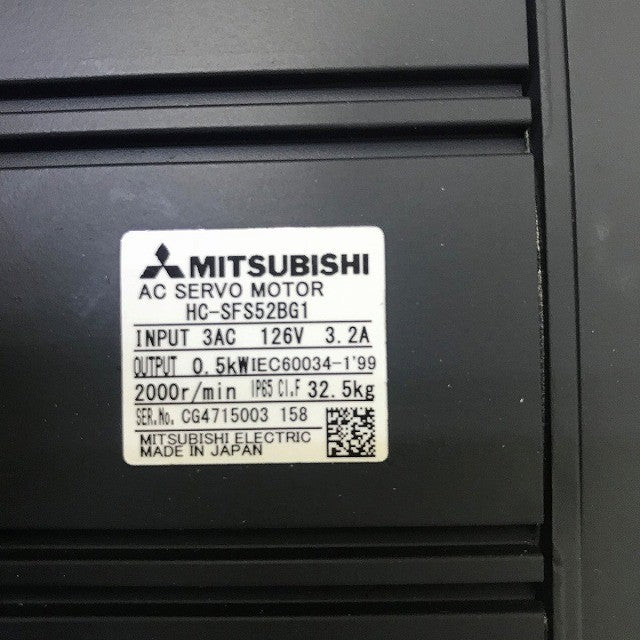 MITSUBISHI
AC SERVO MOTOR
HC-SFS52BG1
INPUT 3AC 126V 3.2A
OUTPUT 0.5kW IEC60034-1'99
2000r/min IP65 Cl.F 32.5kg
SER.No. CG4715003 158
MITSUBISHI ELECTRIC
MADE IN JAPAN